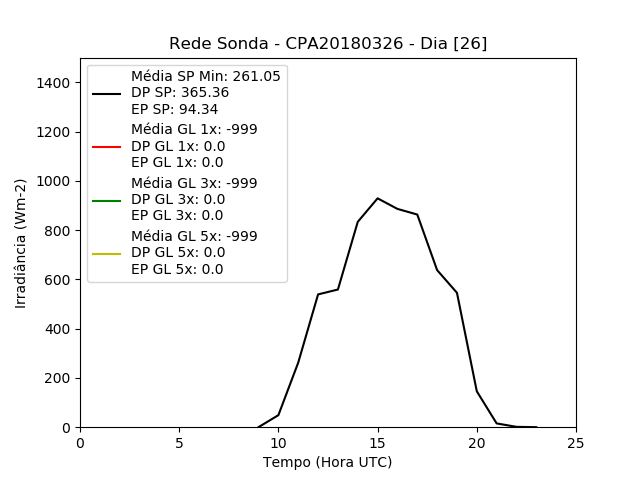 Rede Sonda - CPA20180326 - Dia [26]
Média SP Min: 261.05
DP SP: 365.36
EP SP: 94.34
Média GL 1x: -999
DP GL 1x: 0.0
EP GL 1x: 0.0
Média GL 3x: -999
DP GL 3x: 0.0
EP GL 3x: 0.0
Média GL 5x: -999
DP GL 5x: 0.0
EP GL 5x: 0.0
Irradiância (Wm-2)
1400
1200
1000
800
600
400
200
0
0 5 10 15 20 25
Tempo (Hora UTC)